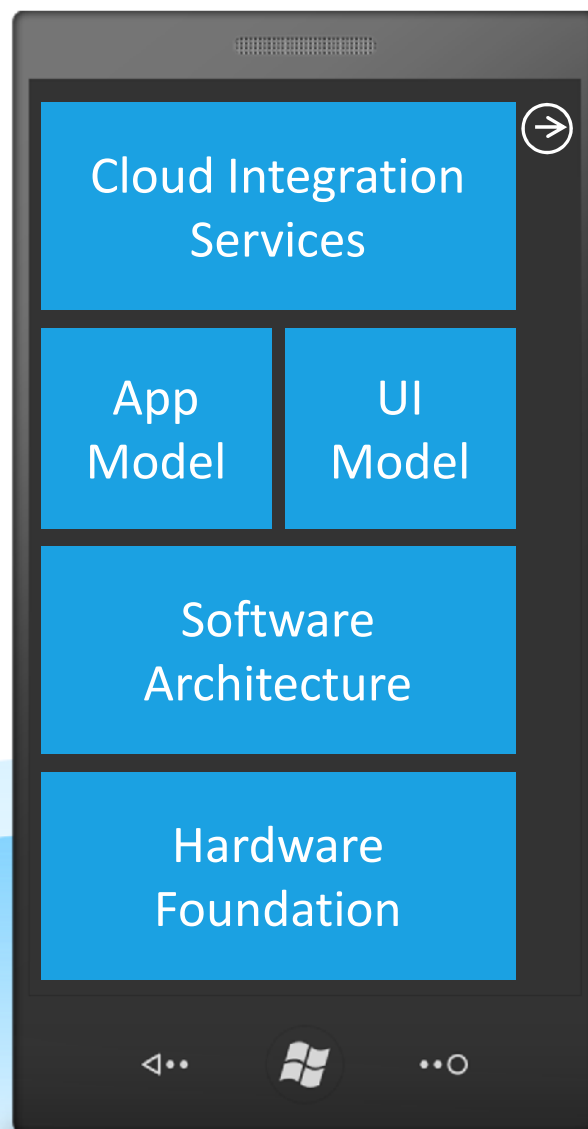 Cloud Integration
Services
App
Model
UI
Model
Software
Architecture
Hardware
Foundation